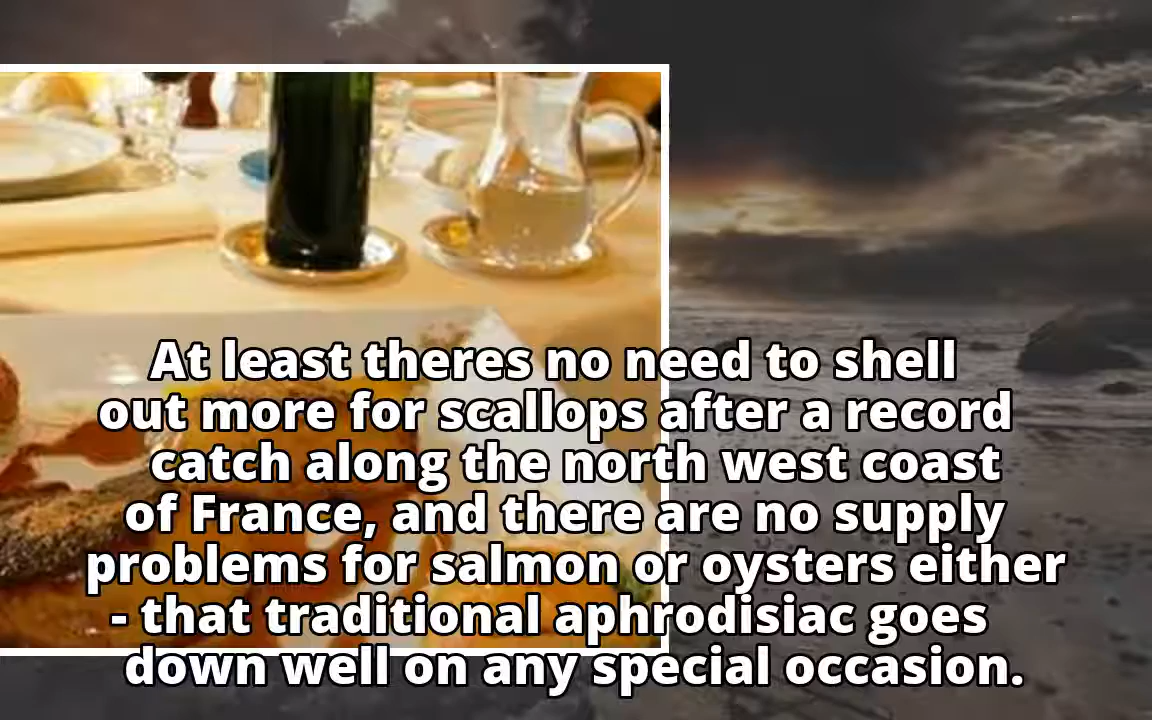 At least theres no need to shell
out more for scallops after a record
catch along the north west coast
of France, and there are no supply
problems for salmon or oysters either
- that traditional aphrodisiac goes
down well on any special occasion.